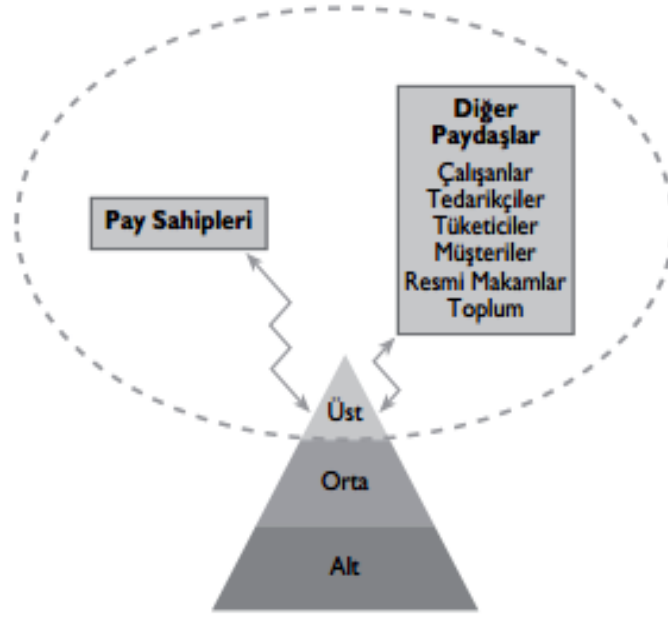 Pay Sahipleri
Diğer
Paydaşlar
Çalışanlar
Tedarikçiler
Tüketiciler
Müşteriler
Resmi Makamlar
Toplum
Üst
Orta
Alt